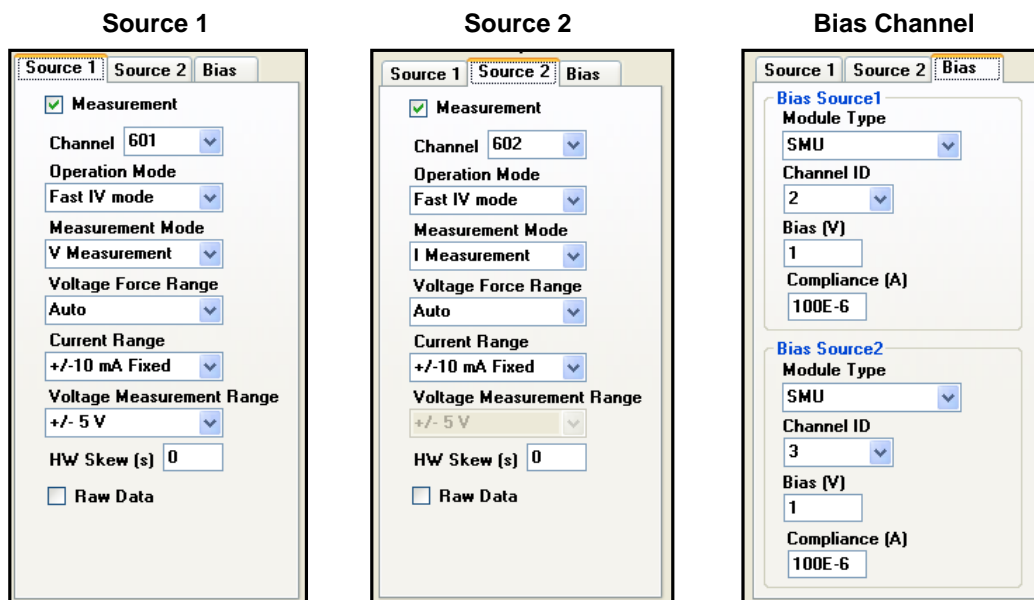 Source 1
Source 1 Source 2 Bias
Measurement
Channel 601
Operation Mode
Fast IV mode
Measurement Mode
V Measurement
Voltage Force Range
Auto
Current Range
+/-10 mA Fixed
Voltage Measurement Range
+/- 5 V
HW Skew (s) 0
Raw Data
Source 2
Source 1 Source 2 Bias
Measurement
Channel 602
Operation Mode
Fast IV mode
Measurement Mode
I Measurement
Voltage Force Range
Auto
Current Range
+/-10 mA Fixed
Voltage Measurement Range
+/- 5 V
HW Skew (s) 0
Raw Data
Bias Channel
Source 1 Source 2 Bias
Bias Source1
Module Type
SMU
Channel ID
2
Bias (V)
1
Compliance (A)
100E-6
Bias Source2
Module Type
SMU
Channel ID
3
Bias (V)
1
Compliance (A)
100E-6